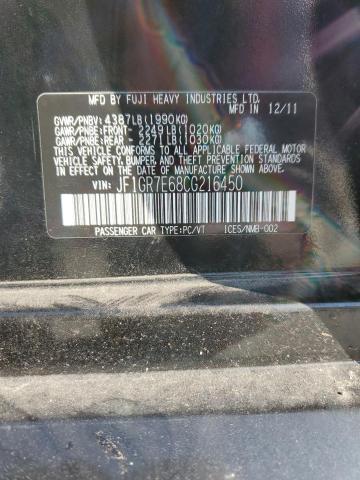 MFD BY FUJI HEAVY INDUSTRIES LTD.
MFD IN 12/11
GVWR/PNBV: 4387LB(1990KG)
GAWR/PNBE:FRONT- 2249LB(1020KG)
GAWR/PNBE:REAR - 2271LB(1030KG)
THIS VEHICLE CONFORMS TO ALL APPLICABLE
FEDERAL MOTOR VEHICLE SAFETY,
BUMPER, AND THEFT PREVENTION STANDARDS
IN EFFECT ON THE DATE OF MANUFACTURE SHOWN ABOVE.
VIN: JF1GR7E68CG216450
PASSENGER CAR TYPE:PC/VT ICES/NMB-002